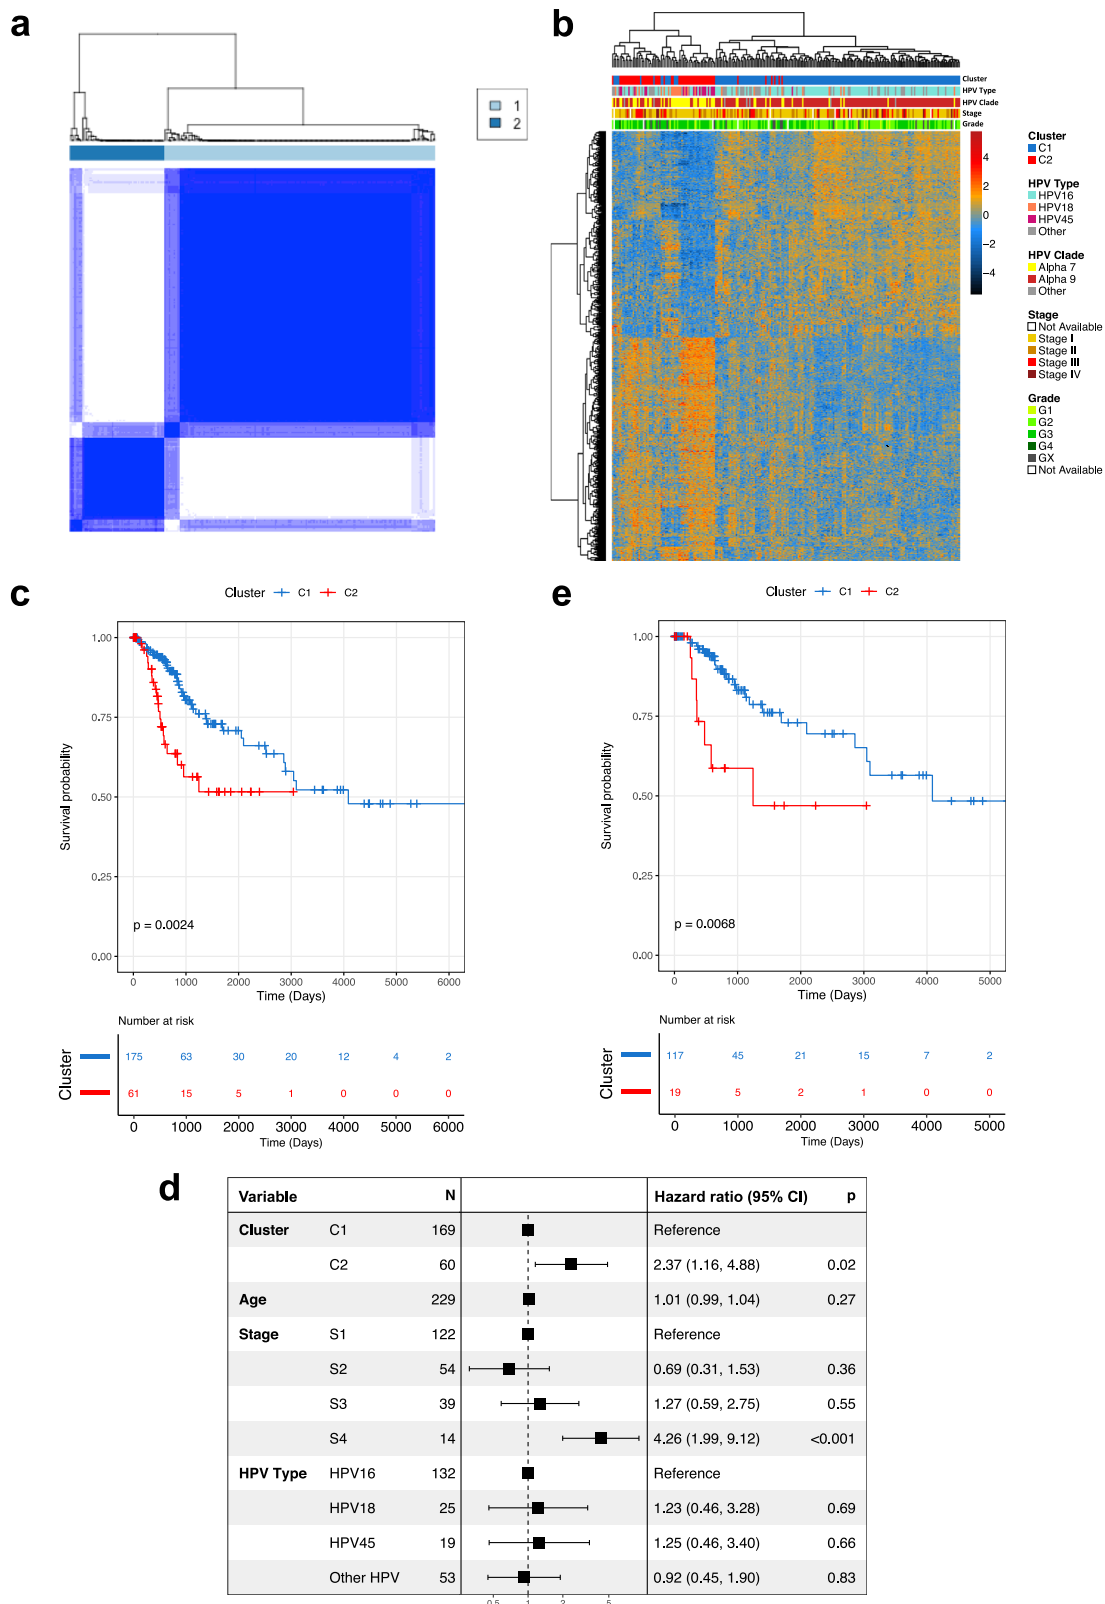 a
1
2
b
Cluster
HPV Type
HPV Clade
Stage
Grade
4
2
0
−2
−4
Cluster
C1
C2
HPV Type
HPV16
HPV18
HPV45
Other
HPV Clade
Alpha 7
Alpha 9
Other
Stage
Not Available
Stage I
Stage II
Stage III
Stage IV
Grade
G1
G2
G3
G4
GX
Not Available
c
Cluster C1 C2
Survival probability
1.00
0.75
0.50
0.25
0.00
p = 0.0024
0 1000 2000 3000 4000 5000 6000
Time (Days)
Number at risk
Cluster
175 63 30 20 12 4 2
61 15 5 1 0 0 0
0 1000 2000 3000 4000 5000 6000
Time (Days)
e
Cluster C1 C2
Survival probability
1.00
0.75
0.50
0.25
0.00
p = 0.0068
0 1000 2000 3000 4000 5000
Time (Days)
Number at risk
Cluster
117 45 21 15 7 2
19 5 2 1 0 0
0 1000 2000 3000 4000 5000
Time (Days)
d
Variable N Hazard ratio (95% CI) p
Cluster C1 169 Reference
C2 60 2.37 (1.16, 4.88) 0.02
Age 229 1.01 (0.99, 1.04) 0.27
Stage S1 122 Reference
S2 54 0.69 (0.31, 1.53) 0.36
S3 39 1.27 (0.59, 2.75) 0.55
S4 14 4.26 (1.99, 9.12) <0.001
HPV Type HPV16 132 Reference
HPV18 25 1.23 (0.46, 3.28) 0.69
HPV45 19 1.25 (0.46, 3.40) 0.66
Other HPV 53 0.92 (0.45, 1.90) 0.83
0.5 1 2 5